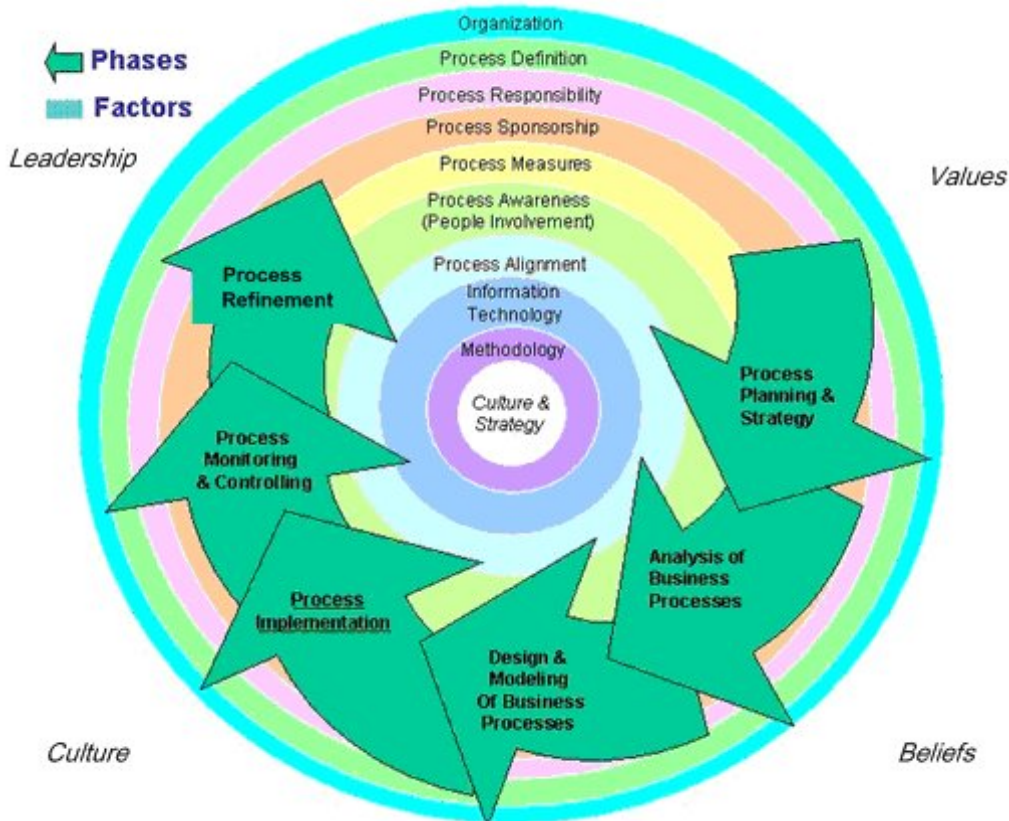 Organization
Phases
Process Definition
Process Responsibility
Factors
Process Sponsorship
Leadership
Process Measures
Values
Process Awareness
(People Involvement)
Process Alignment
Process
Refinement
Information
Technology
Methodology
Process
Planning &
Strategy
Culture &
Strategy
Process
Monitoring
& Controlling
Analysis of
Business
Processes
Process
Implementation
Design &
Modeling
Of Business
Processes
Culture
Beliefs